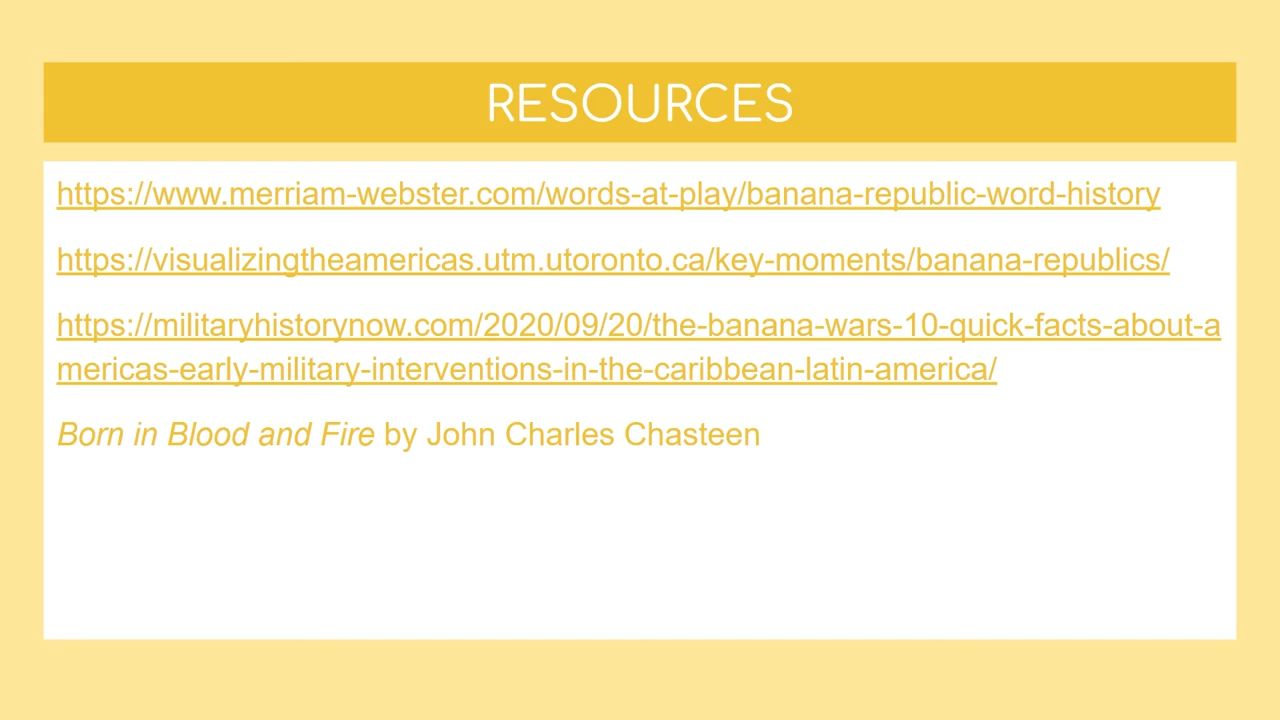 RESOURCES
https://www.merriam-webster.com/words-at-play/banana-republic-word-history
https://visualizingtheamericas.utm.utoronto.ca/key-moments/banana-republics/
https://militaryhistorynow.com/2020/09/20/the-banana-wars-10-quick-facts-about-a
mericas-early-military-interventions-in-the-caribbean-latin-america/
Born in Blood and Fire by John Charles Chasteen